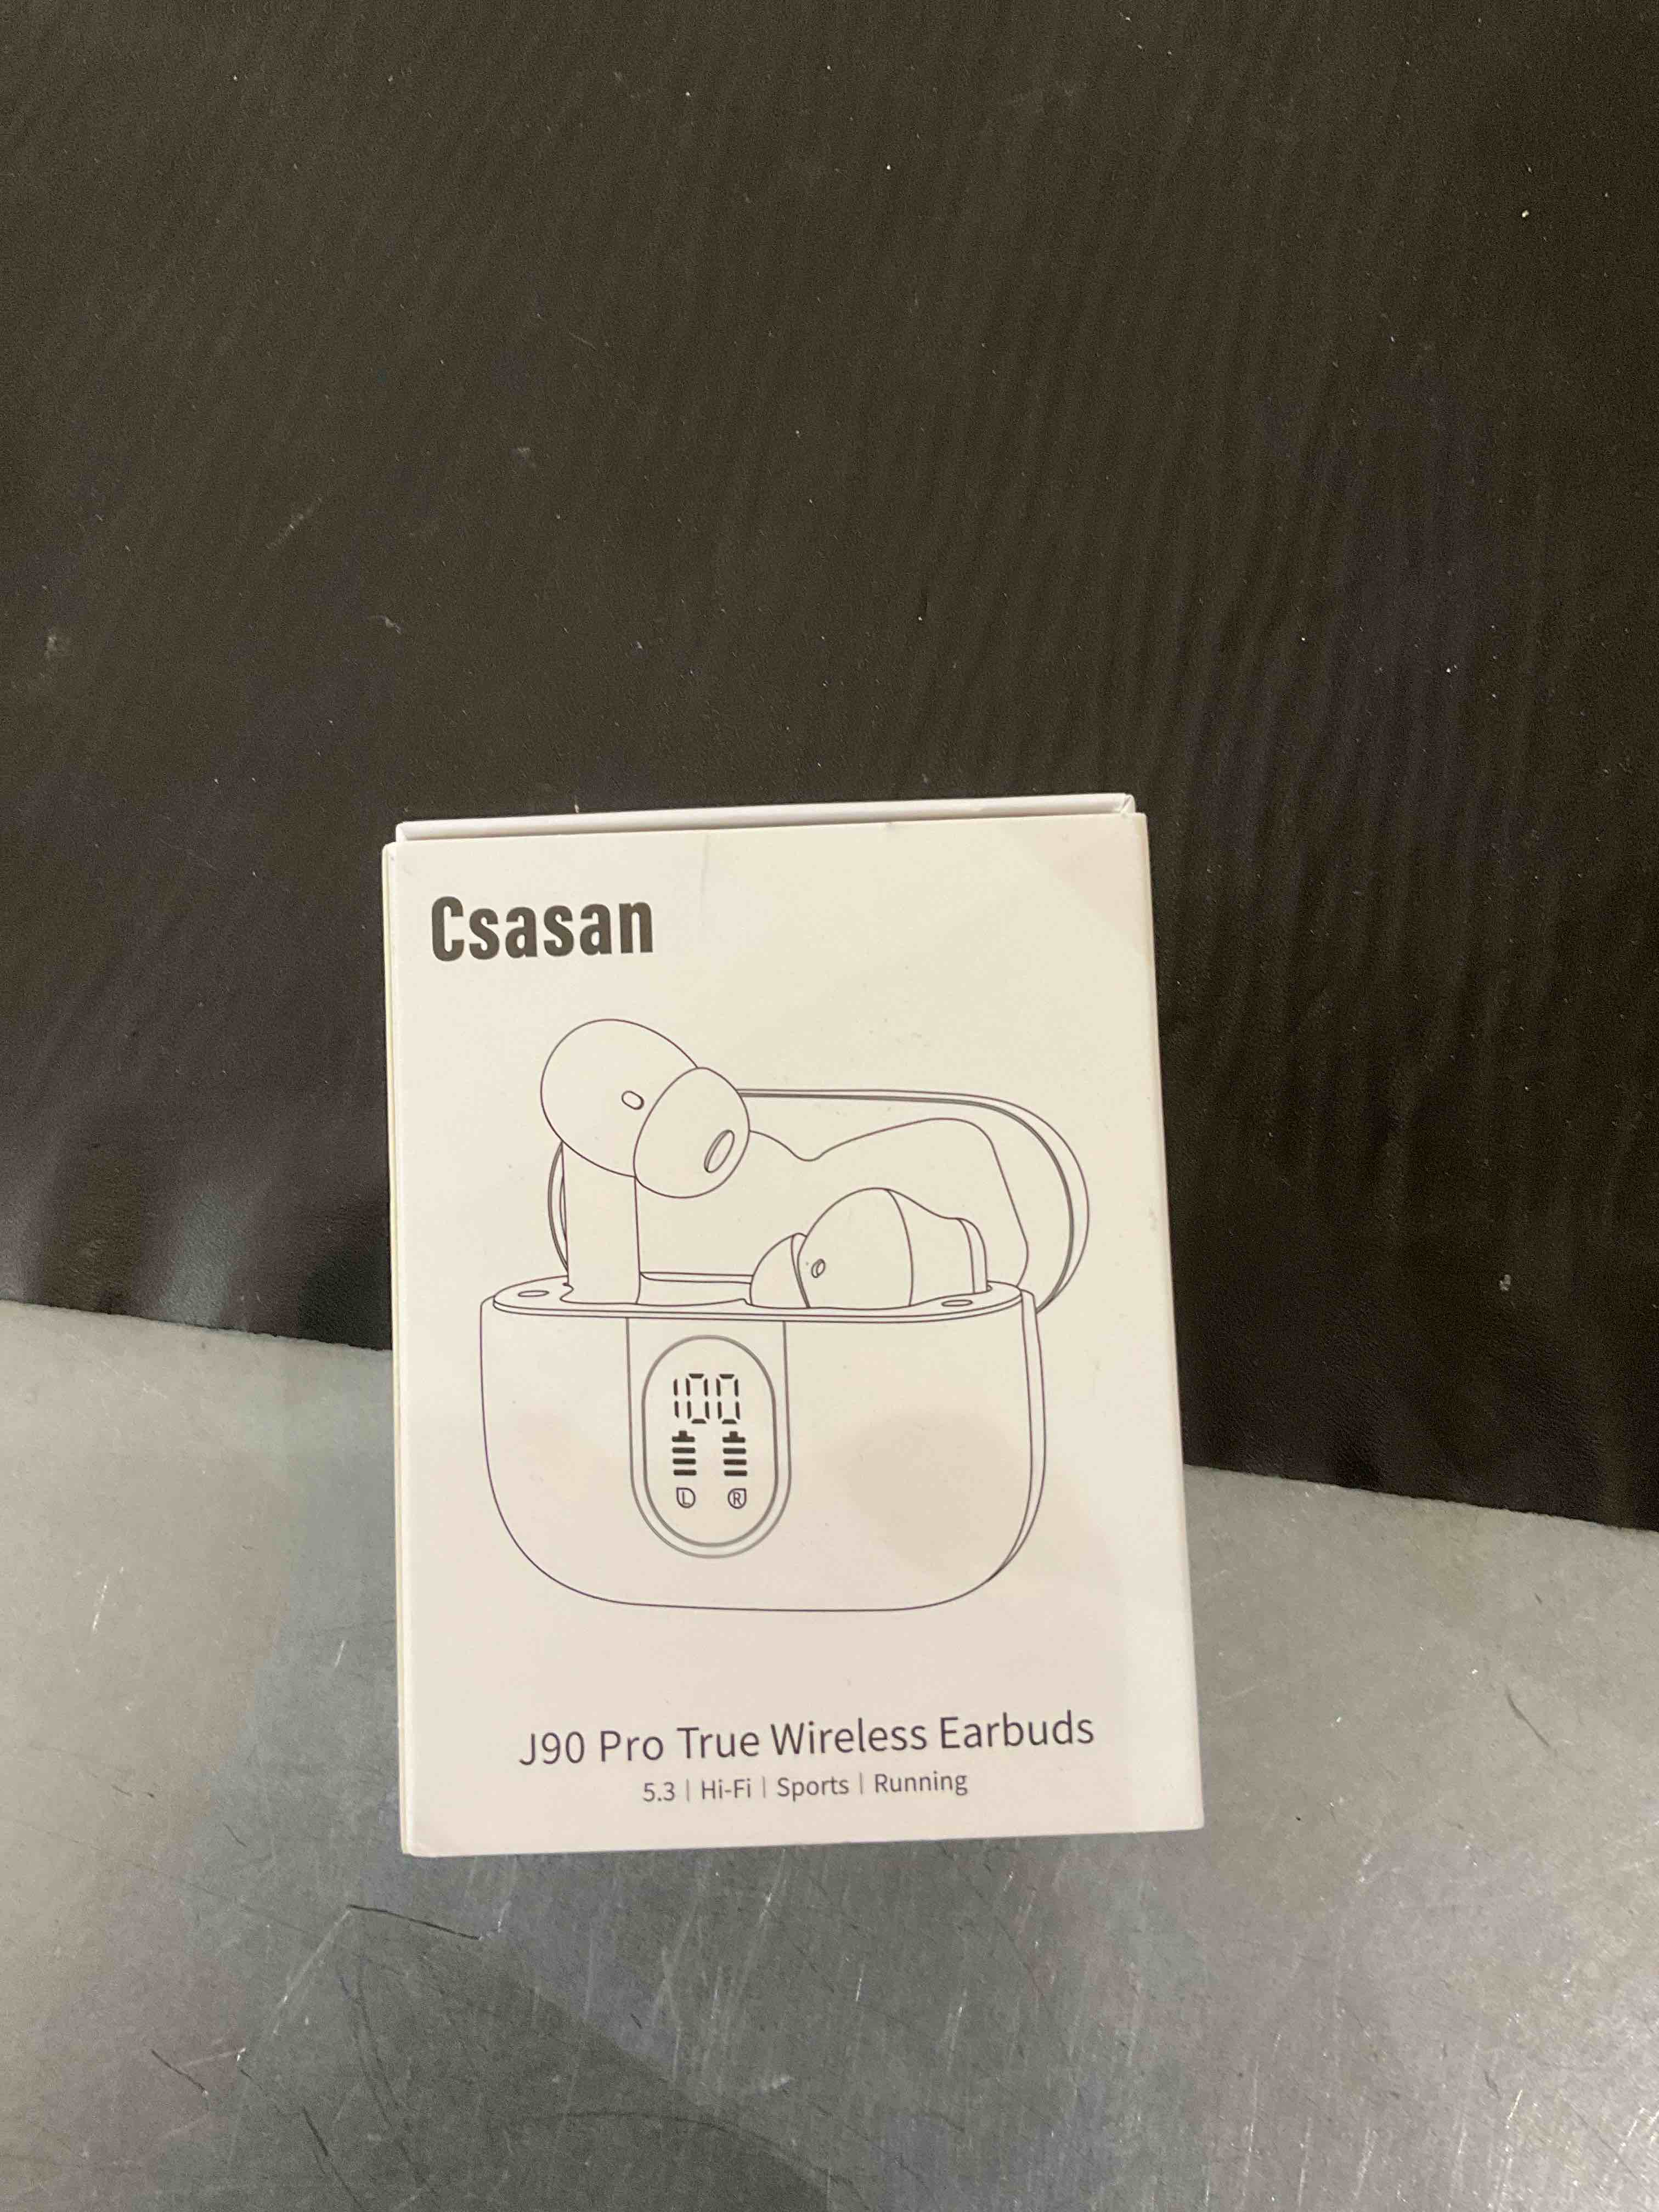 Csasan
100
L R
J90 Pro True Wireless Earbuds
5.3 | Hi-Fi | Sports | Running